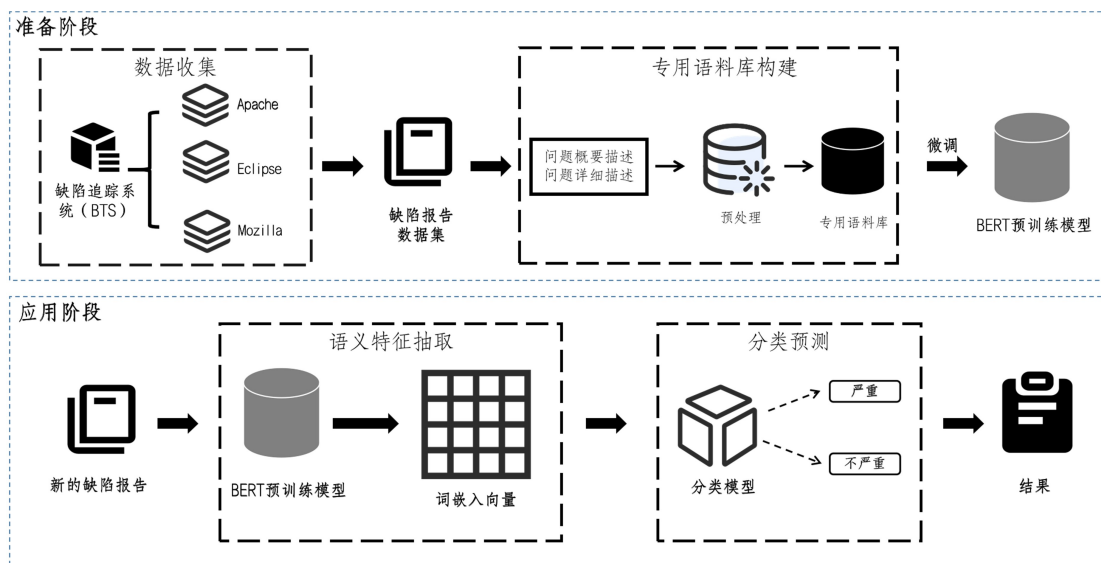 准备阶段
数据收集
Apache
Eclipse
Mozilla
缺陷追踪系
统（BTS）
缺陷报告
数据集
专用语料库构建
问题概要描述
问题详细描述
预处理
专用语料库
微调
BERT预训练模型
应用阶段
新的缺陷报告
语义特征抽取
BERT预训练模型
词嵌入向量
分类预测
分类模型
严重
不严重
结果